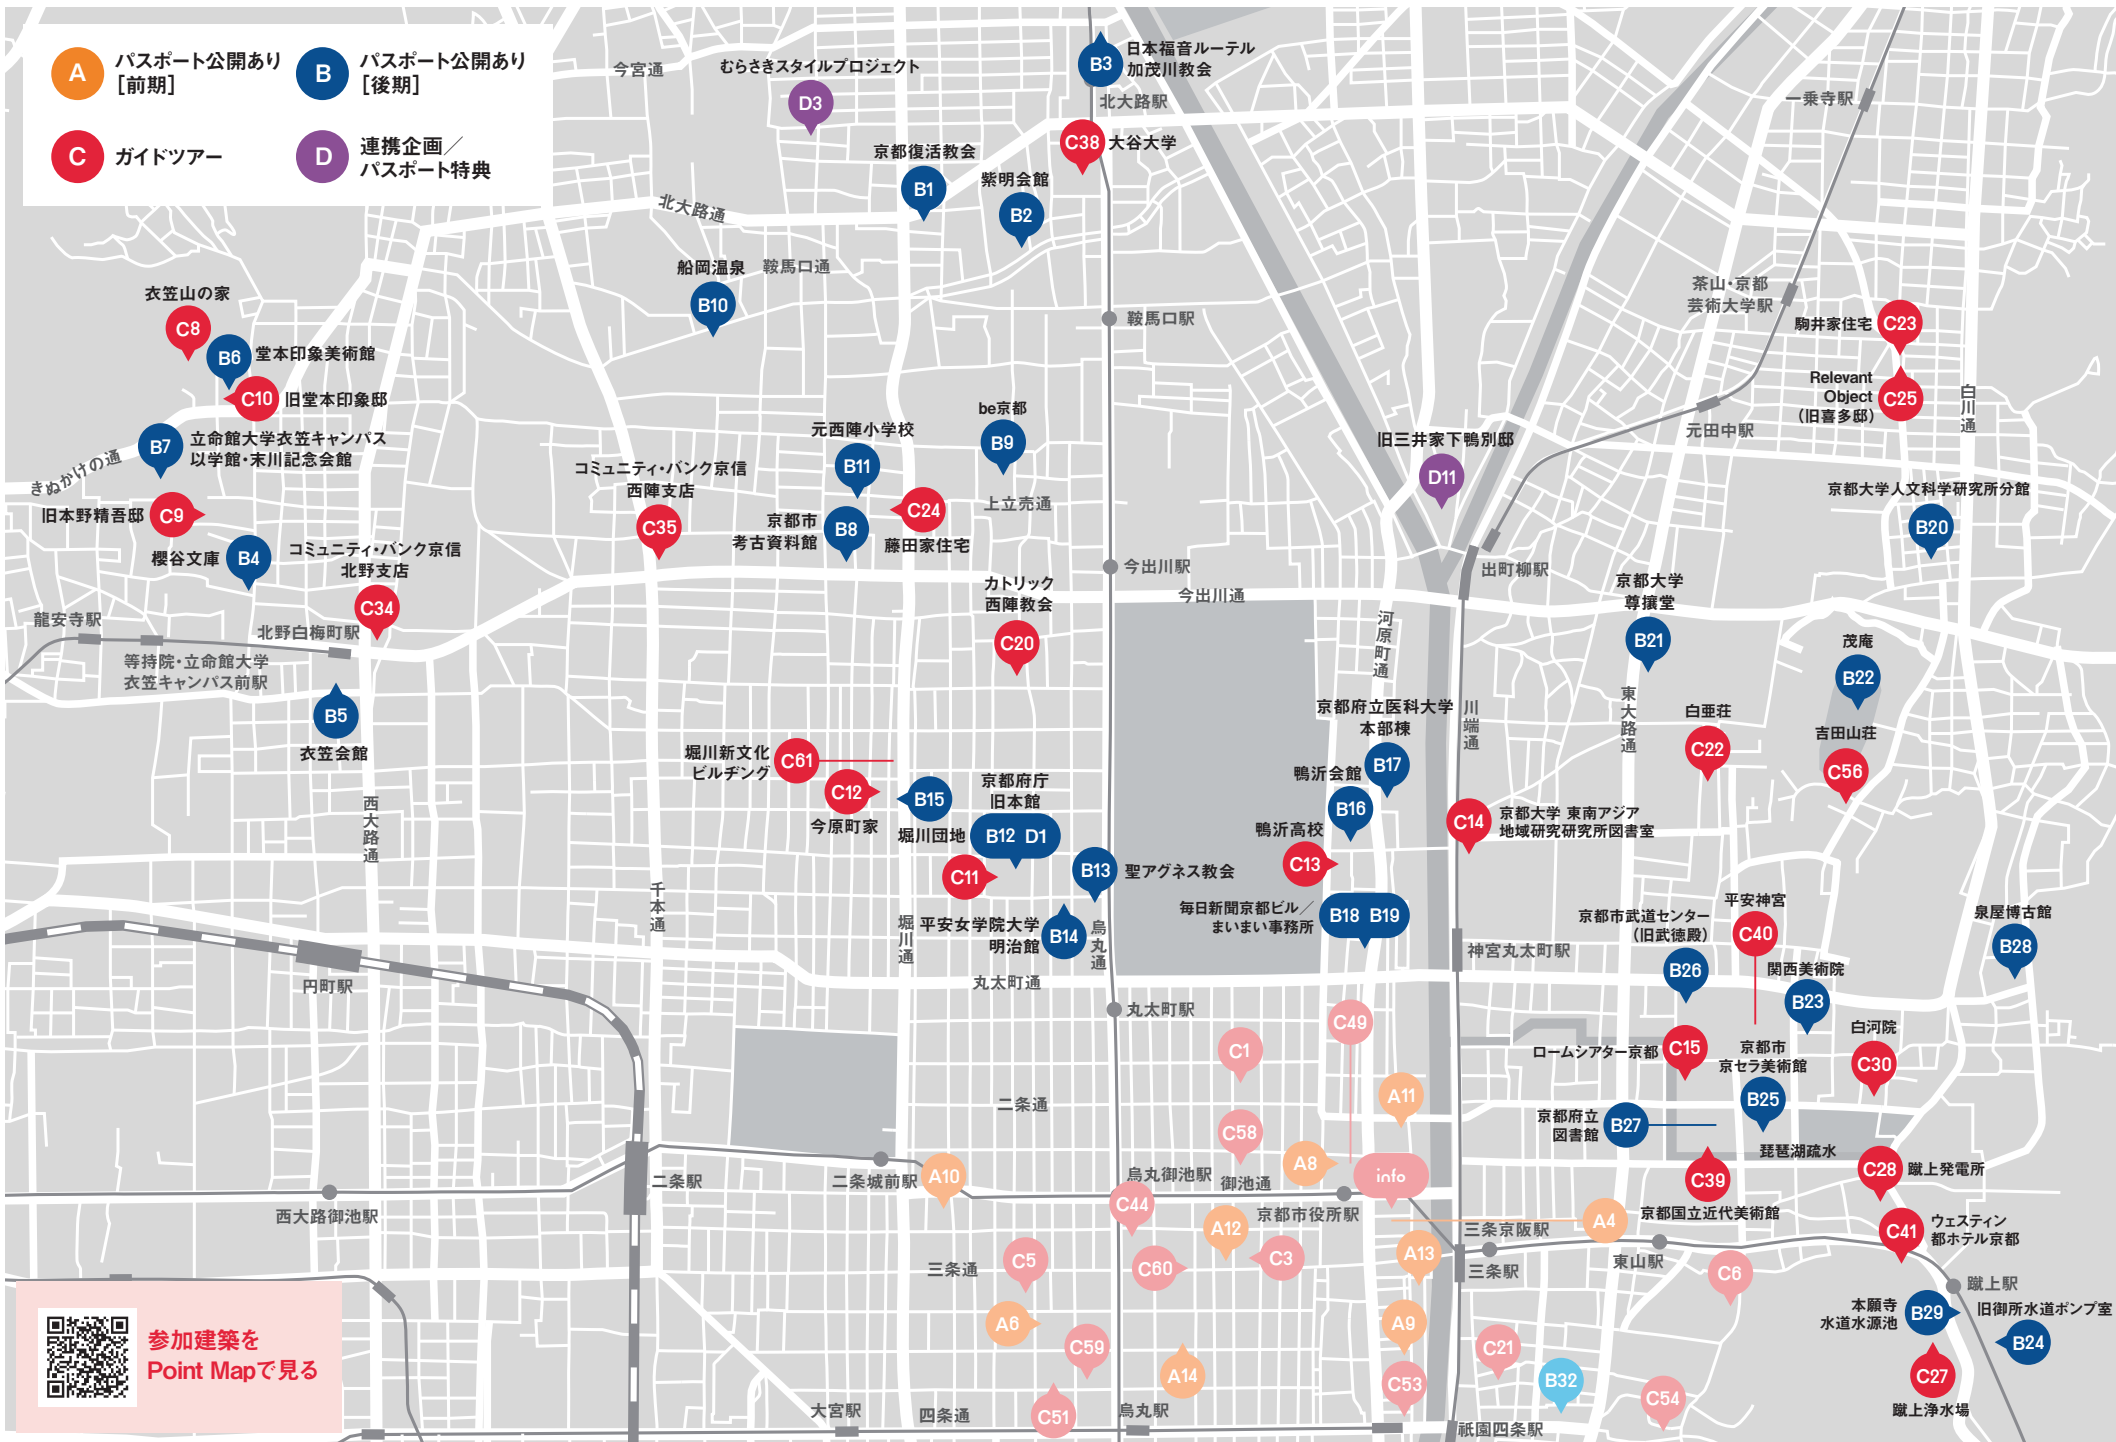 A
パスポート公開あり
［前期］
B
パスポート公開あり
［後期］
C
ガイドツアー
D
連携企画／
パスポート特典
今宮通
むらさきスタイルプロジェクト
D3
B3
日本福音ルーテル
加茂川教会
北大路駅
C38
大谷大学
一乗寺駅
京都復活教会
B1
紫明会館
B2
北大路通
船岡温泉
B10
鞍馬口通
鞍馬口駅
茶山・京都
芸術大学駅
衣笠山の家
C8
B6
堂本印象美術館
C10
旧堂本印象邸
駒井家住宅
C23
Relevant
Object
（旧喜多邸）
C25
白川通
元田中駅
B7
立命館大学衣笠キャンパス
以学館・末川記念会館
きぬかけの通
旧本野精吾邸
C9
櫻谷文庫
B4
コミュニティ・バンク京信
北野支店
C34
コミュニティ・バンク京信
西陣支店
C35
元西陣小学校
B11
京都市
考古資料館
B8
C24
藤田家住宅
be京都
B9
上立売通
旧三井家下鴨別邸
D11
京都大学人文科学研究所分館
B20
今出川駅
今出川通
出町柳駅
カトリック
西陣教会
C20
京都大学
尊攘堂
B21
河原町通
龍安寺駅
等持院・立命館大学
衣笠キャンパス前駅
北野白梅町駅
B5
衣笠会館
茂庵
B22
吉田山荘
C56
白亜荘
C22
東大路通
川端通
京都府立医科大学
本部棟
B17
鴨沂会館
B16
鴨沂高校
C13
C14
京都大学 東南アジア
地域研究研究所図書室
堀川新文化
ビルヂング
C61
C12
今原町家
B15
堀川団地
京都府庁
旧本館
B12 D1
C11
B13
聖アグネス教会
平安女学院大学
明治館
B14
烏丸通
西大路通
千本通
堀川通
毎日新聞京都ビル／
まいまい事務所
B18 B19
神宮丸太町駅
京都市武道センター
（旧武徳殿）
B26
平安神宮
C40
関西美術院
B23
泉屋博古館
B28
円町駅
丸太町通
丸太町駅
C1
C49
A11
ロームシアター京都
C15
京都市
京セラ美術館
B25
白河院
C30
二条通
C58
京都府立
図書館
B27
琵琶湖疏水
C39
京都国立近代美術館
C28
蹴上発電所
C41
ウェスティン
都ホテル京都
二条駅
二条城前駅
A10
烏丸御池駅
御池通
A8
info
京都市役所駅
西大路御池駅
C44
A12
C3
C60
A13
A4
三条京阪駅
三条駅
東山駅
C6
蹴上駅
三条通
C5
A6
C59
A14
A9
C53
C21
B32
C54
本願寺
水道水源池
B29
旧御所水道ポンプ室
B24
C27
蹴上浄水場
参加建築を
Point Mapで見る
大宮駅
四条通
C51
烏丸駅
祇園四条駅